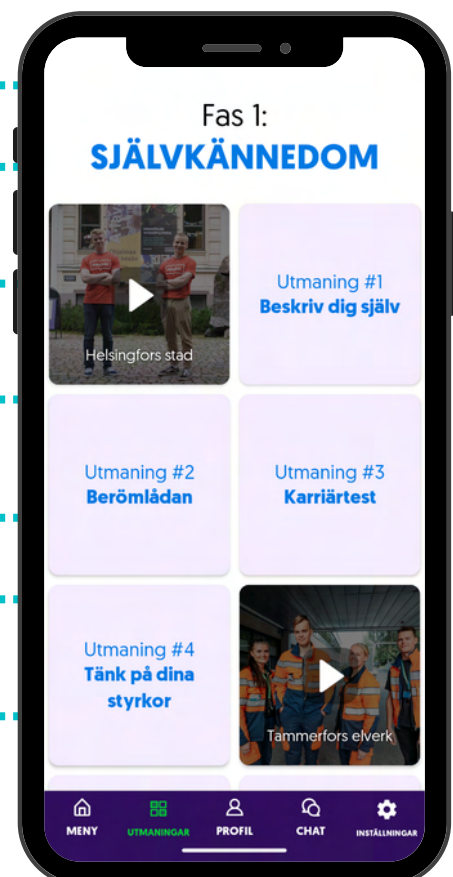 Fas 1:
SJÄLVKÄNNEDOM
Helsingfors stad
Utmaning #1
Beskriv dig själv
Utmaning #2
Berömlådan
Utmaning #3
Karriärtest
Utmaning #4
Tänk på dina
styrkor
Tammerfors elverk
MENY
UTMANINGAR
PROFIL
CHAT
INSTÄLLNINGAR